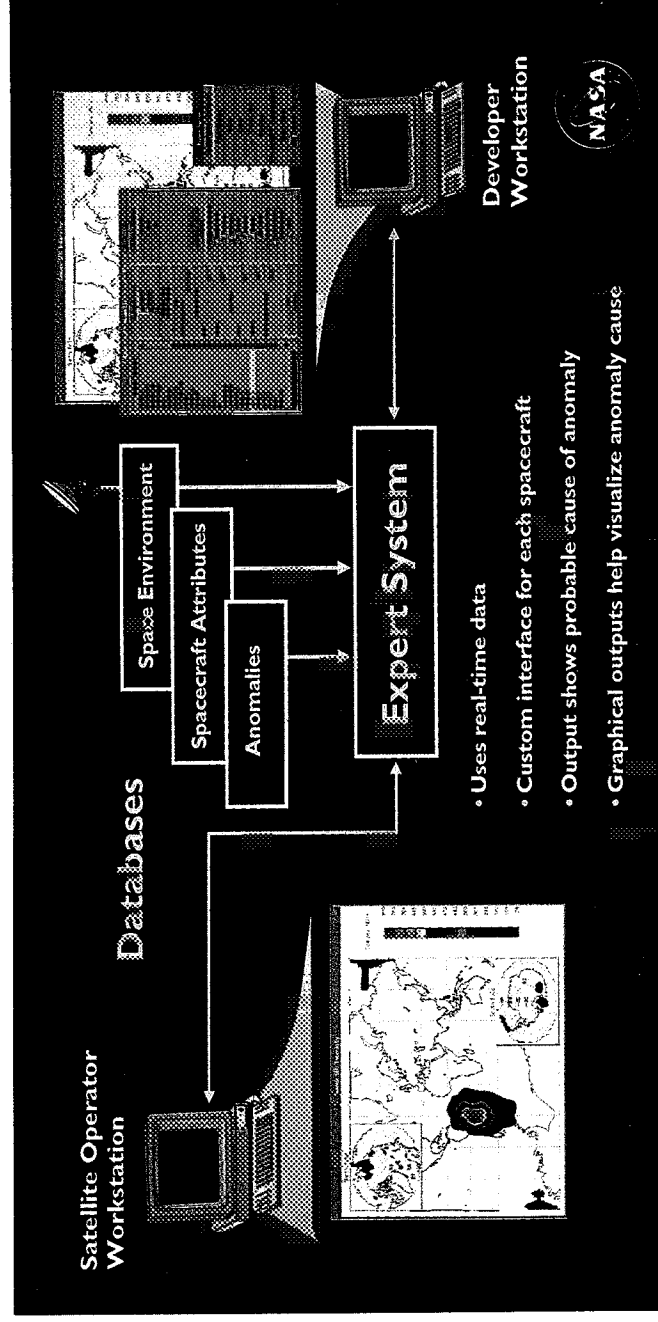 Satellite Operator
Workstation
Databases
Space Environment
Spacecraft Attributes
Anomalies
Expert System
Developer
Workstation
• Uses real-time data
• Custom interface for each spacecraft
• Output shows probable cause of anomaly
• Graphical outputs help visualize anomaly cause
NASA